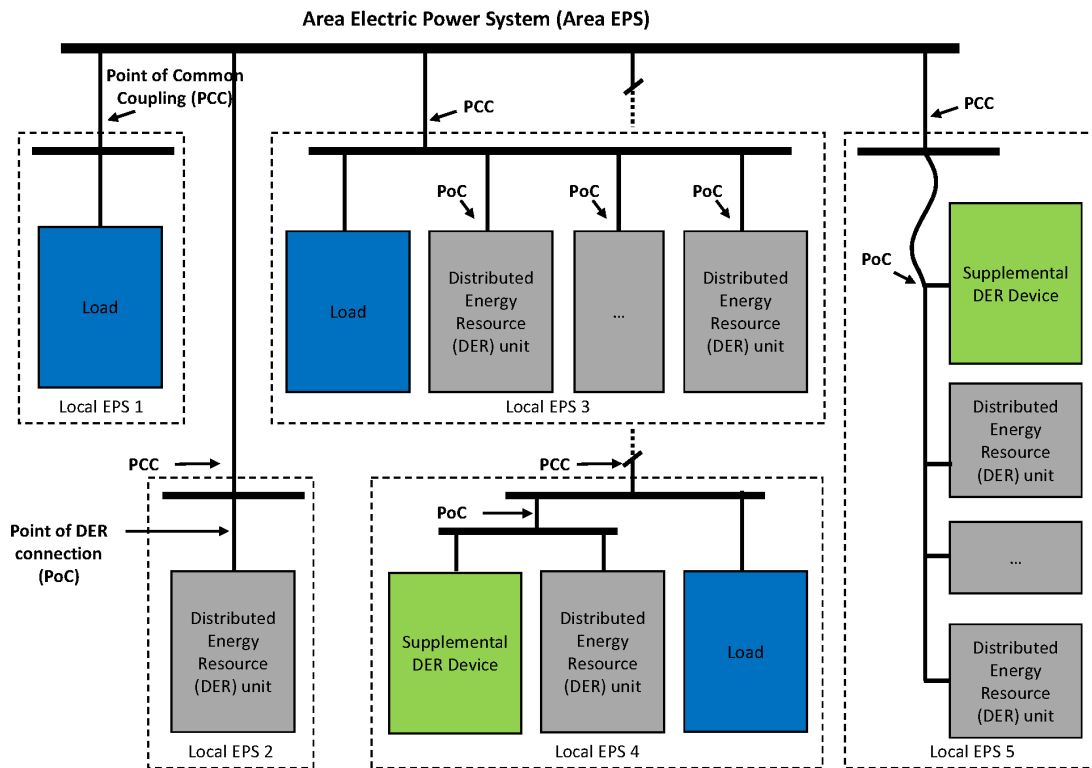 Area Electric Power System (Area EPS)
Point of Common
Coupling (PCC)
PCC
PCC
Load
Local EPS 1
PoC
PoC
PoC
Load
Distributed
Energy
Resource
(DER) unit
...
Distributed
Energy
Resource
(DER) unit
Local EPS 3
PoC
Supplemental
DER Device
Distributed
Energy
Resource
(DER) unit
...
Distributed
Energy
Resource
(DER) unit
Local EPS 5
PCC
Point of DER
connection
(PoC)
Distributed
Energy
Resource
(DER) unit
Local EPS 2
PCC
PoC
Supplemental
DER Device
Distributed
Energy
Resource
(DER) unit
Load
Local EPS 4